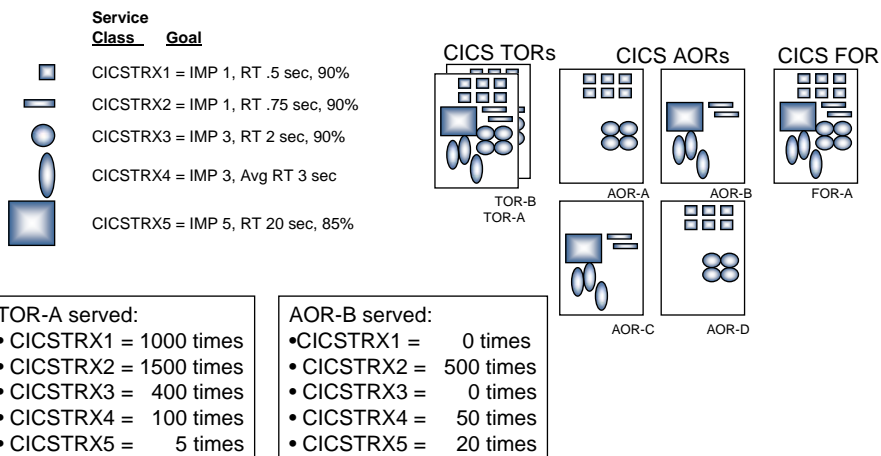 Service
Class Goal
CICSTRX1 = IMP 1, RT .5 sec, 90%
CICSTRX2 = IMP 1, RT .75 sec, 90%
CICSTRX3 = IMP 3, RT 2 sec, 90%
CICSTRX4 = IMP 3, Avg RT 3 sec
CICSTRX5 = IMP 5, RT 20 sec, 85%
CICS TORs
CICS AORs
CICS FOR
TOR-B
TOR-A
AOR-A
AOR-B
FOR-A
AOR-C
AOR-D
TOR-A served:
• CICSTRX1 = 1000 times
• CICSTRX2 = 1500 times
• CICSTRX3 = 400 times
• CICSTRX4 = 100 times
• CICSTRX5 = 5 times
AOR-B served:
•CICSTRX1 = 0 times
• CICSTRX2 = 500 times
• CICSTRX3 = 0 times
• CICSTRX4 = 50 times
• CICSTRX5 = 20 times